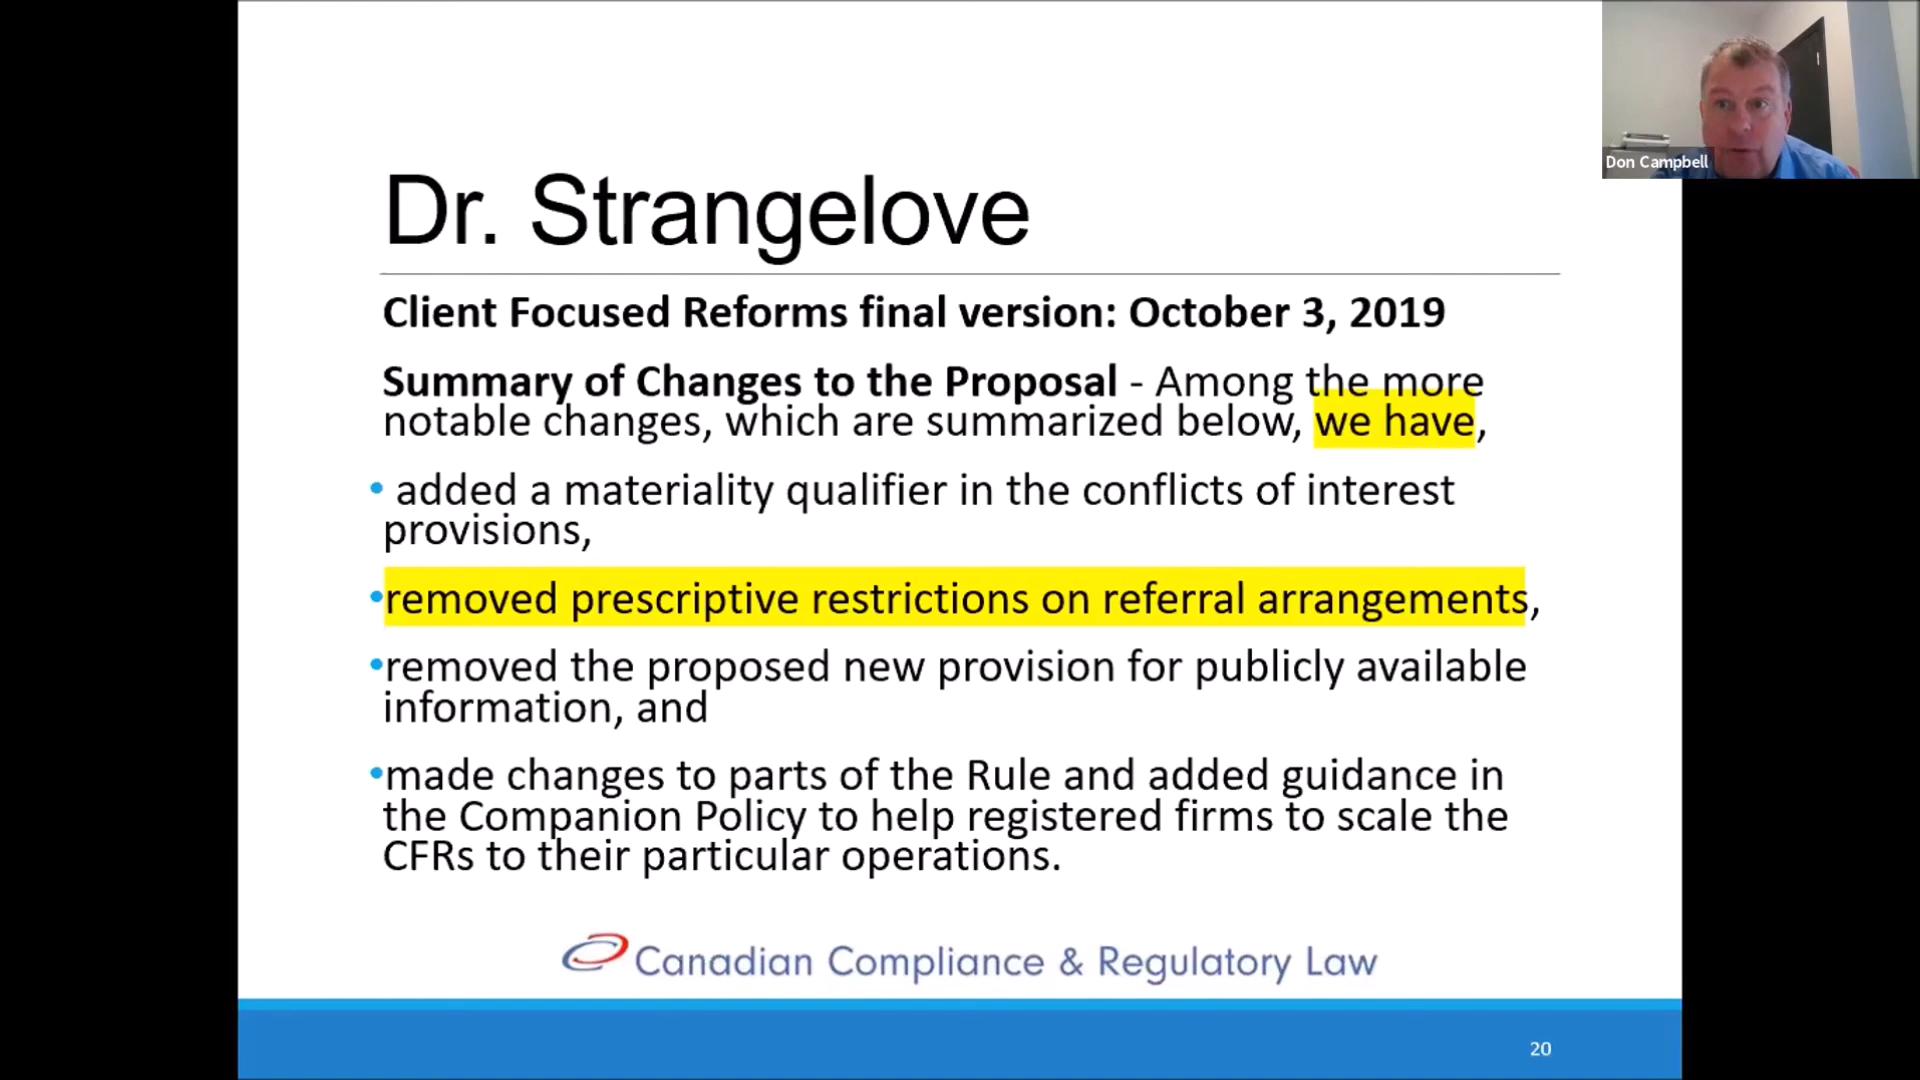 Don Campbell
Dr. Strangelove
Client Focused Reforms final version: October 3, 2019
Summary of Changes to the Proposal - Among the more
notable changes, which are summarized below, we have,
• added a materiality qualifier in the conflicts of interest
provisions,
•removed prescriptive restrictions on referral arrangements,
•removed the proposed new provision for publicly available
information, and
•made changes to parts of the Rule and added guidance in
the Companion Policy to help registered firms to scale the
CFRs to their particular operations.
Canadian Compliance & Regulatory Law
20